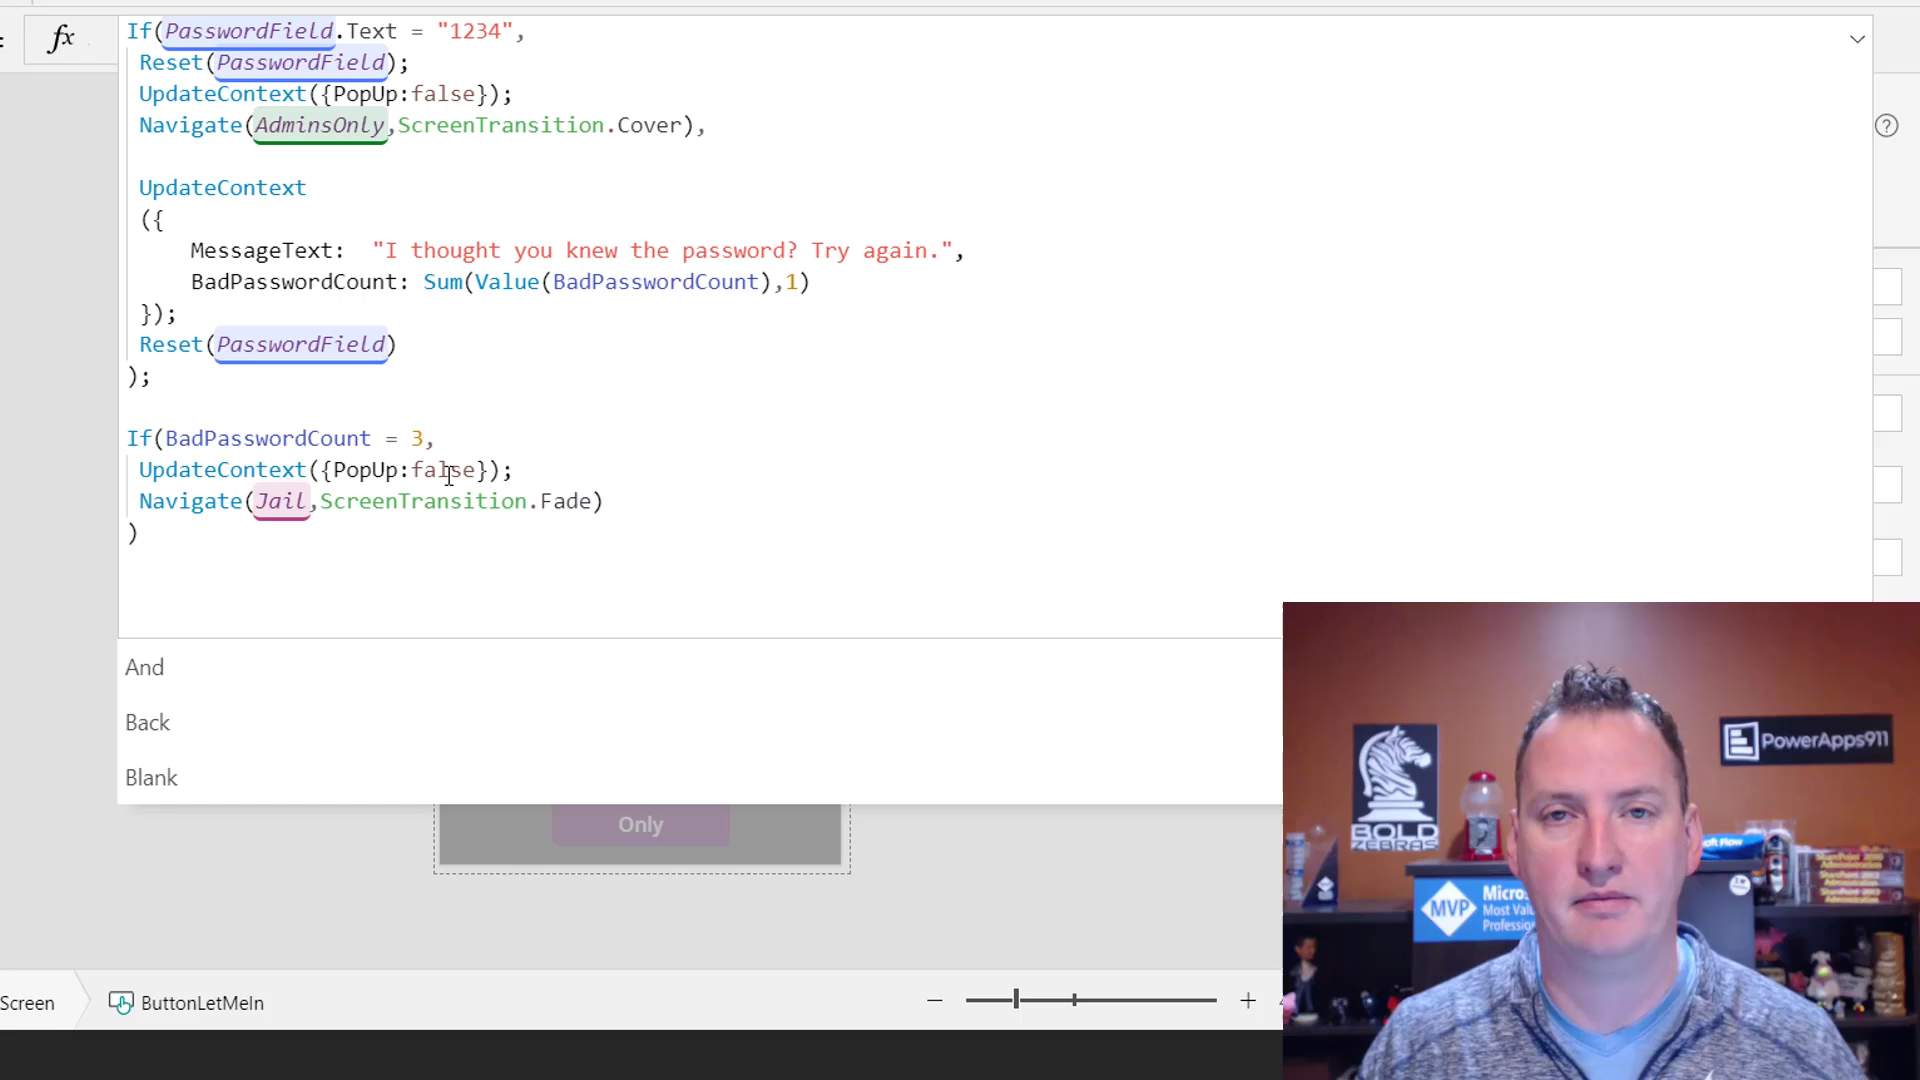 fx
If(PasswordField.Text = "1234",
Reset(PasswordField);
UpdateContext({PopUp:false});
Navigate(AdminsOnly,ScreenTransition.Cover),
UpdateContext
({
MessageText: "I thought you knew the password? Try again.",
BadPasswordCount: Sum(Value(BadPasswordCount),1)
});
Reset(PasswordField)
);
If(BadPasswordCount = 3,
UpdateContext({PopUp:false});
Navigate(Jail,ScreenTransition.Fade)
)
And
Back
Blank
Only
Screen
ButtonLetMeIn
PowerApps911
BOLD
ZEBRAS
MVP
Most
Professio